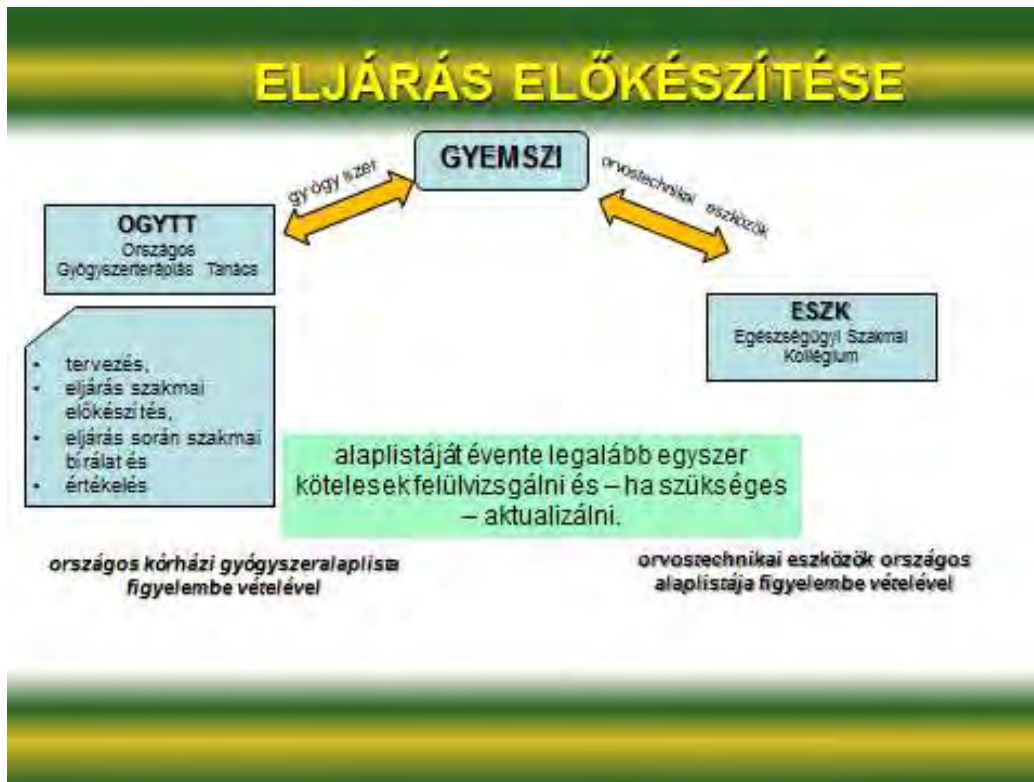 ELJÁRÁS ELŐKÉSZÍTÉSE
GYEMSZI
gyógyszer
orvostechnikai eszközök
OGYTT
Országos
Gyógyszerterápiás Tanács
• tervezés,
• eljárás szakmai
előkészítés,
• eljárás során szakmai
bírálat és
• értékelés
ESZK
Egészségügyi Szakmai
Kollégium
alaplistáját évente legalább egyszer
kötelesek felülvizsgálni és – ha szükséges
– aktualizálni.
országos kórházi gyógyszeralaplista
figyelembe vételével
orvostechnikai eszközök országos
alaplistája figyelembe vételével